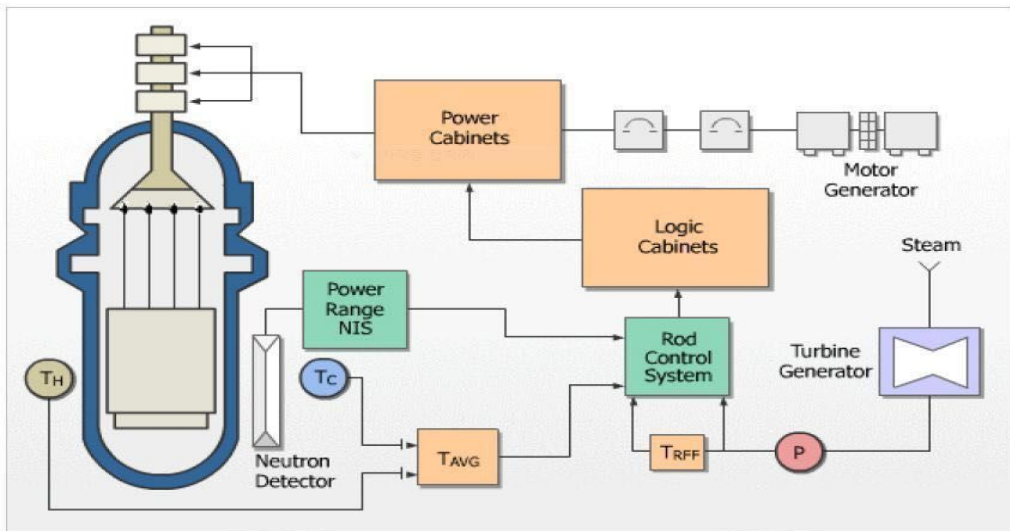 Power
Cabinets
Motor
Generator
Logic
Cabinets
Steam
Power
Range
NIS
Rod
Control
System
Turbine
Generator
TH
TC
TAVG
TRFF
P
Neutron
Detector